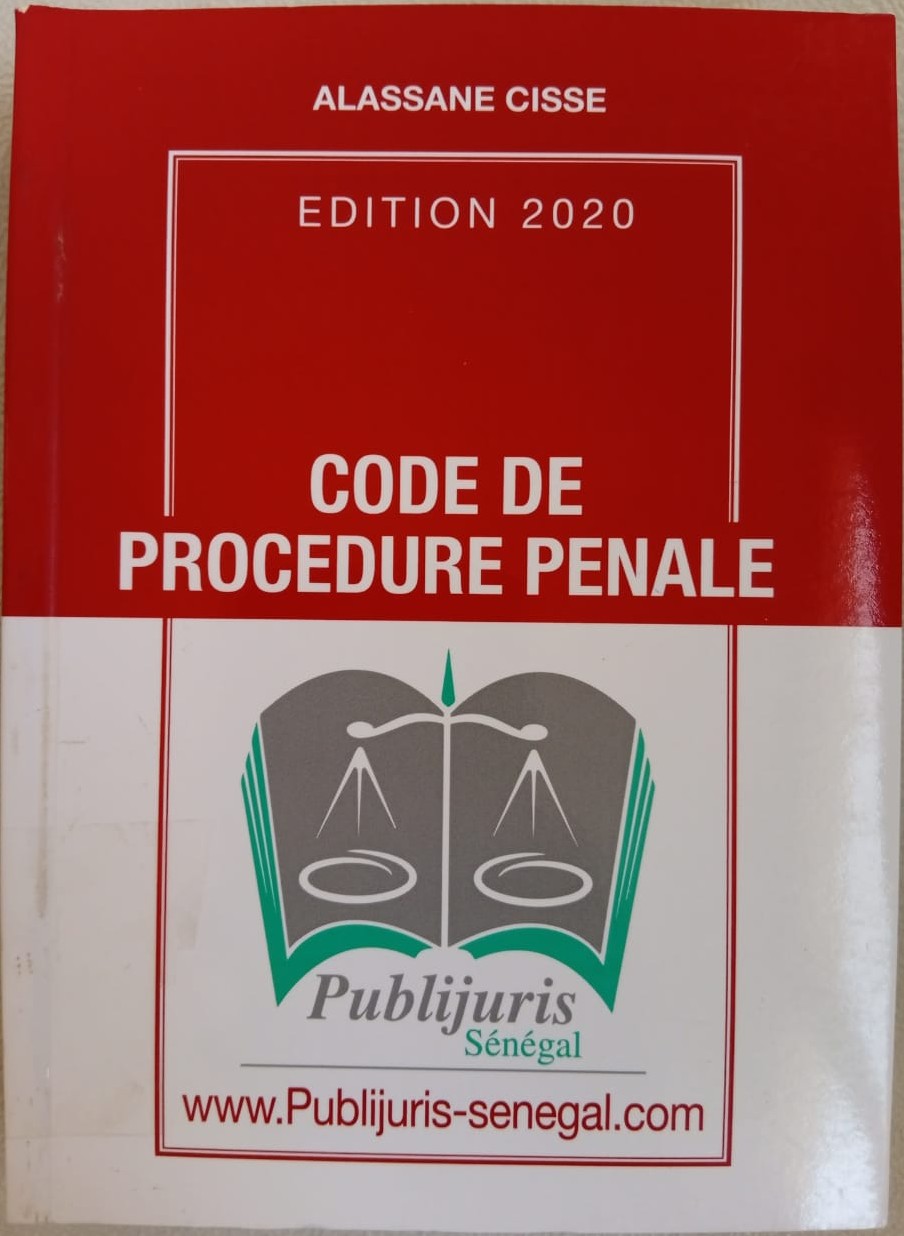 ALASSANE CISSE
EDITION 2020
CODE DE
PROCEDURE PENALE
Publijuris
Sénégal
www.Publijuris-senegal.com